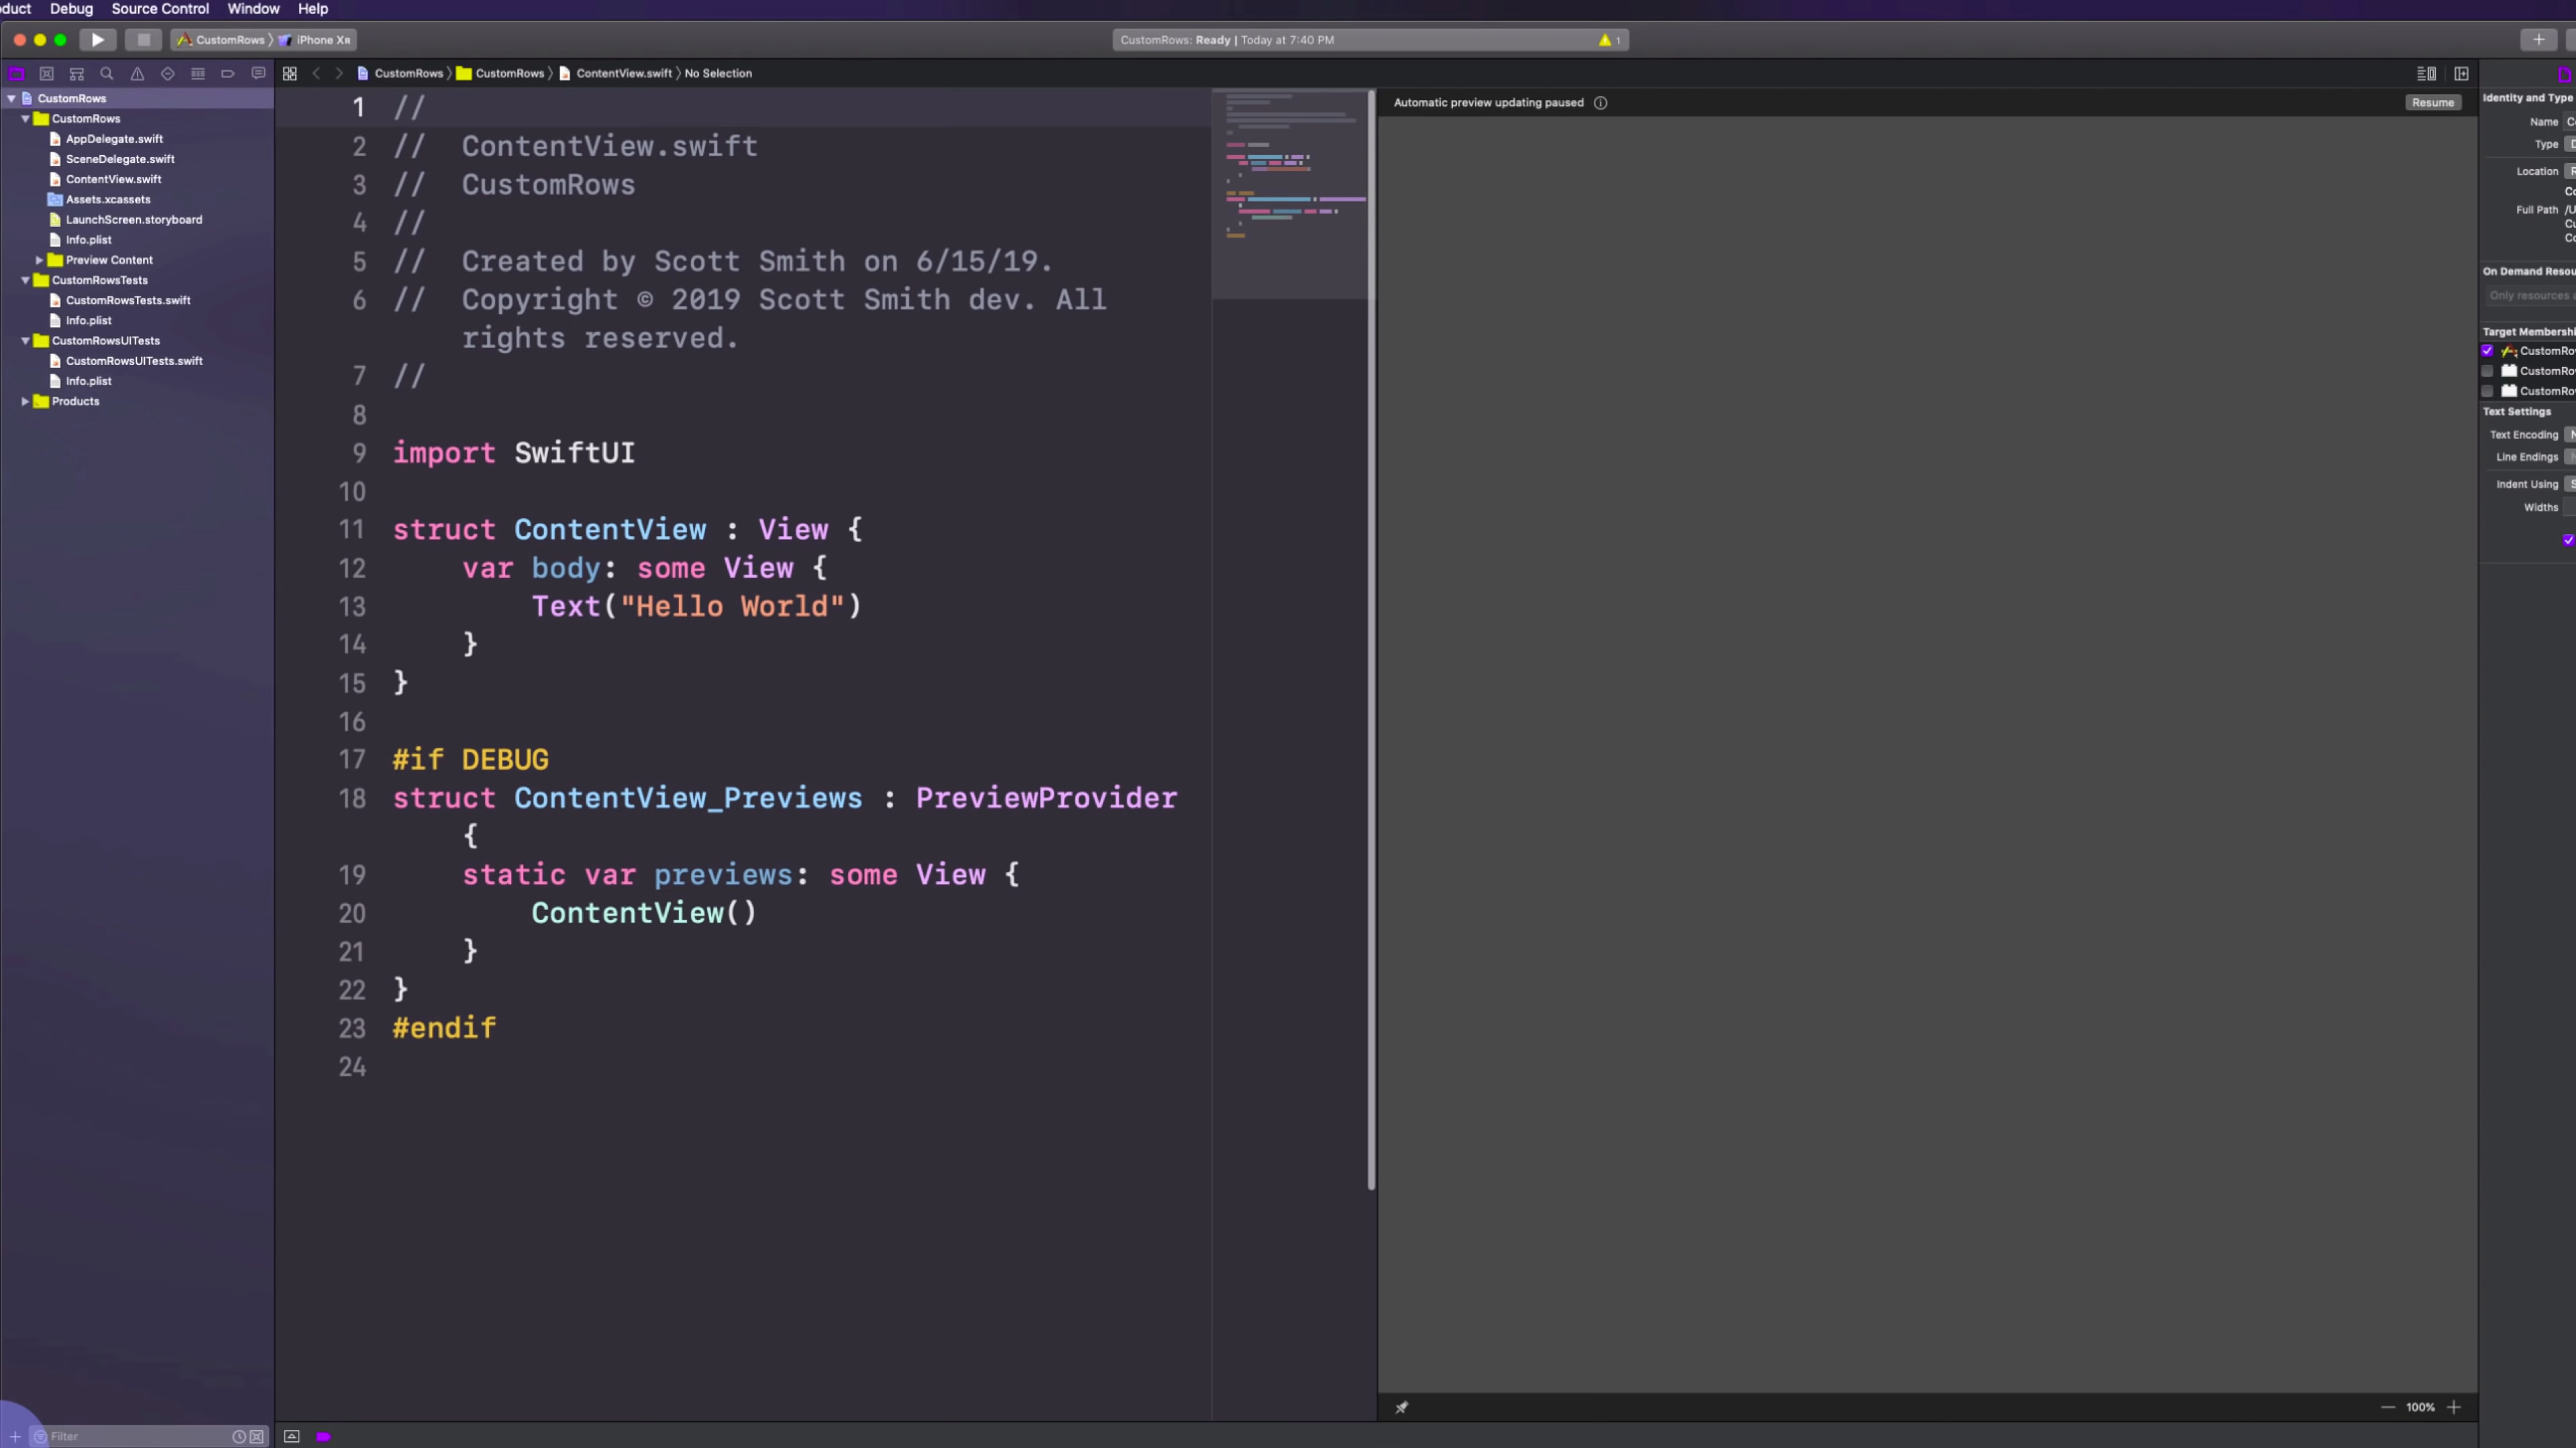 Debug Source Control Window Help
CustomRows 〉 iPhone Xʀ
CustomRows: Ready | Today at 7:40 PM
1
CustomRows 〉 CustomRows 〉 ContentView.swift 〉 No Selection
CustomRows
CustomRows
AppDelegate.swift
SceneDelegate.swift
ContentView.swift
Assets.xcassets
LaunchScreen.storyboard
Info.plist
Preview Content
CustomRowsTests
CustomRowsTests.swift
Info.plist
CustomRowsUITests
CustomRowsUITests.swift
Info.plist
Products
Filter
1 //
2 // ContentView.swift
3 // CustomRows
4 //
5 // Created by Scott Smith on 6/15/19.
6 // Copyright © 2019 Scott Smith dev. All
rights reserved.
7 //
8
9 import SwiftUI
10
11 struct ContentView : View {
12 var body: some View {
13 Text("Hello World")
14 }
15 }
16
17 #if DEBUG
18 struct ContentView_Previews : PreviewProvider
{
19 static var previews: some View {
20 ContentView()
21 }
22 }
23 #endif
24
Automatic preview updating paused
Resume
100%
Identity and Type
Name
Type
Location
Full Path
On Demand
Only resources
Target
Text Settings
Text Encoding
Line Endings
Indent Using
Widths